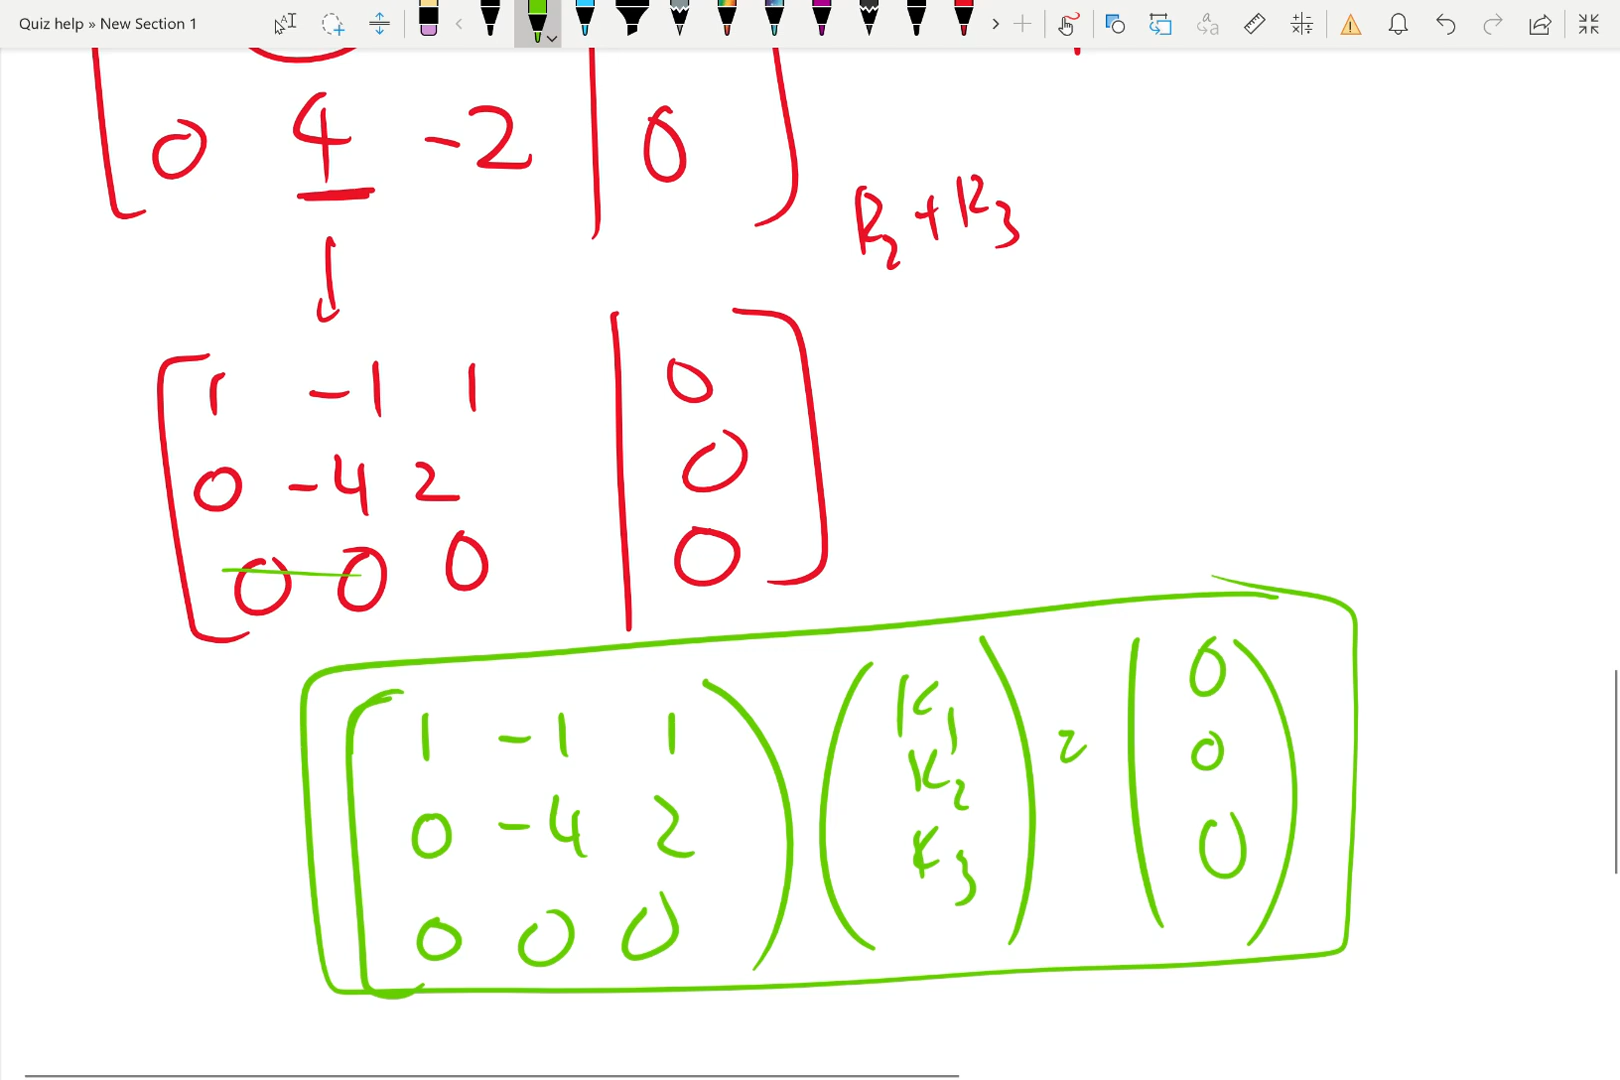 Quiz help » New Section 1
0 4 -2 | 0
R2 + R3
1 -1 1 | 0
0 -4 2 | 0
0 0 0 | 0
1 -1 1 K1 0
0 -4 2 K2 = 0
0 0 0 K3 0